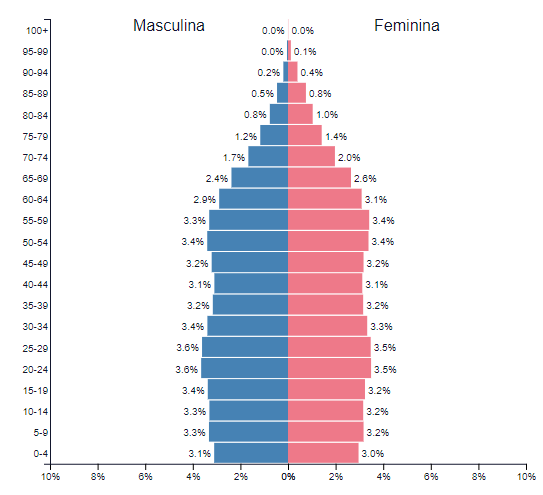 Masculina Feminina
100+ 0.0% 0.0%
95-99 0.0% 0.1%
90-94 0.2% 0.4%
85-89 0.5% 0.8%
80-84 0.8% 1.0%
75-79 1.2% 1.4%
70-74 1.7% 2.0%
65-69 2.4% 2.6%
60-64 2.9% 3.1%
55-59 3.3% 3.4%
50-54 3.4% 3.4%
45-49 3.2% 3.2%
40-44 3.1% 3.1%
35-39 3.2% 3.2%
30-34 3.4% 3.3%
25-29 3.6% 3.5%
20-24 3.6% 3.5%
15-19 3.4% 3.2%
10-14 3.3% 3.2%
5-9 3.3% 3.2%
0-4 3.1% 3.0%
10% 8% 6% 4% 2% 0% 2% 4% 6% 8% 10%